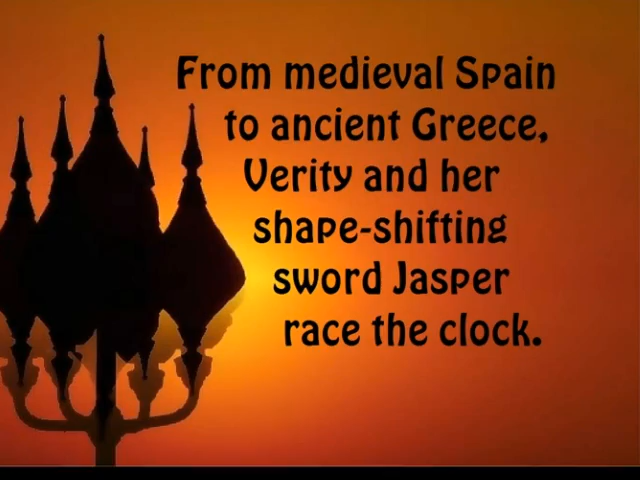 From medieval Spain
to ancient Greece,
Verity and her
shape-shifting
sword Jasper
race the clock.